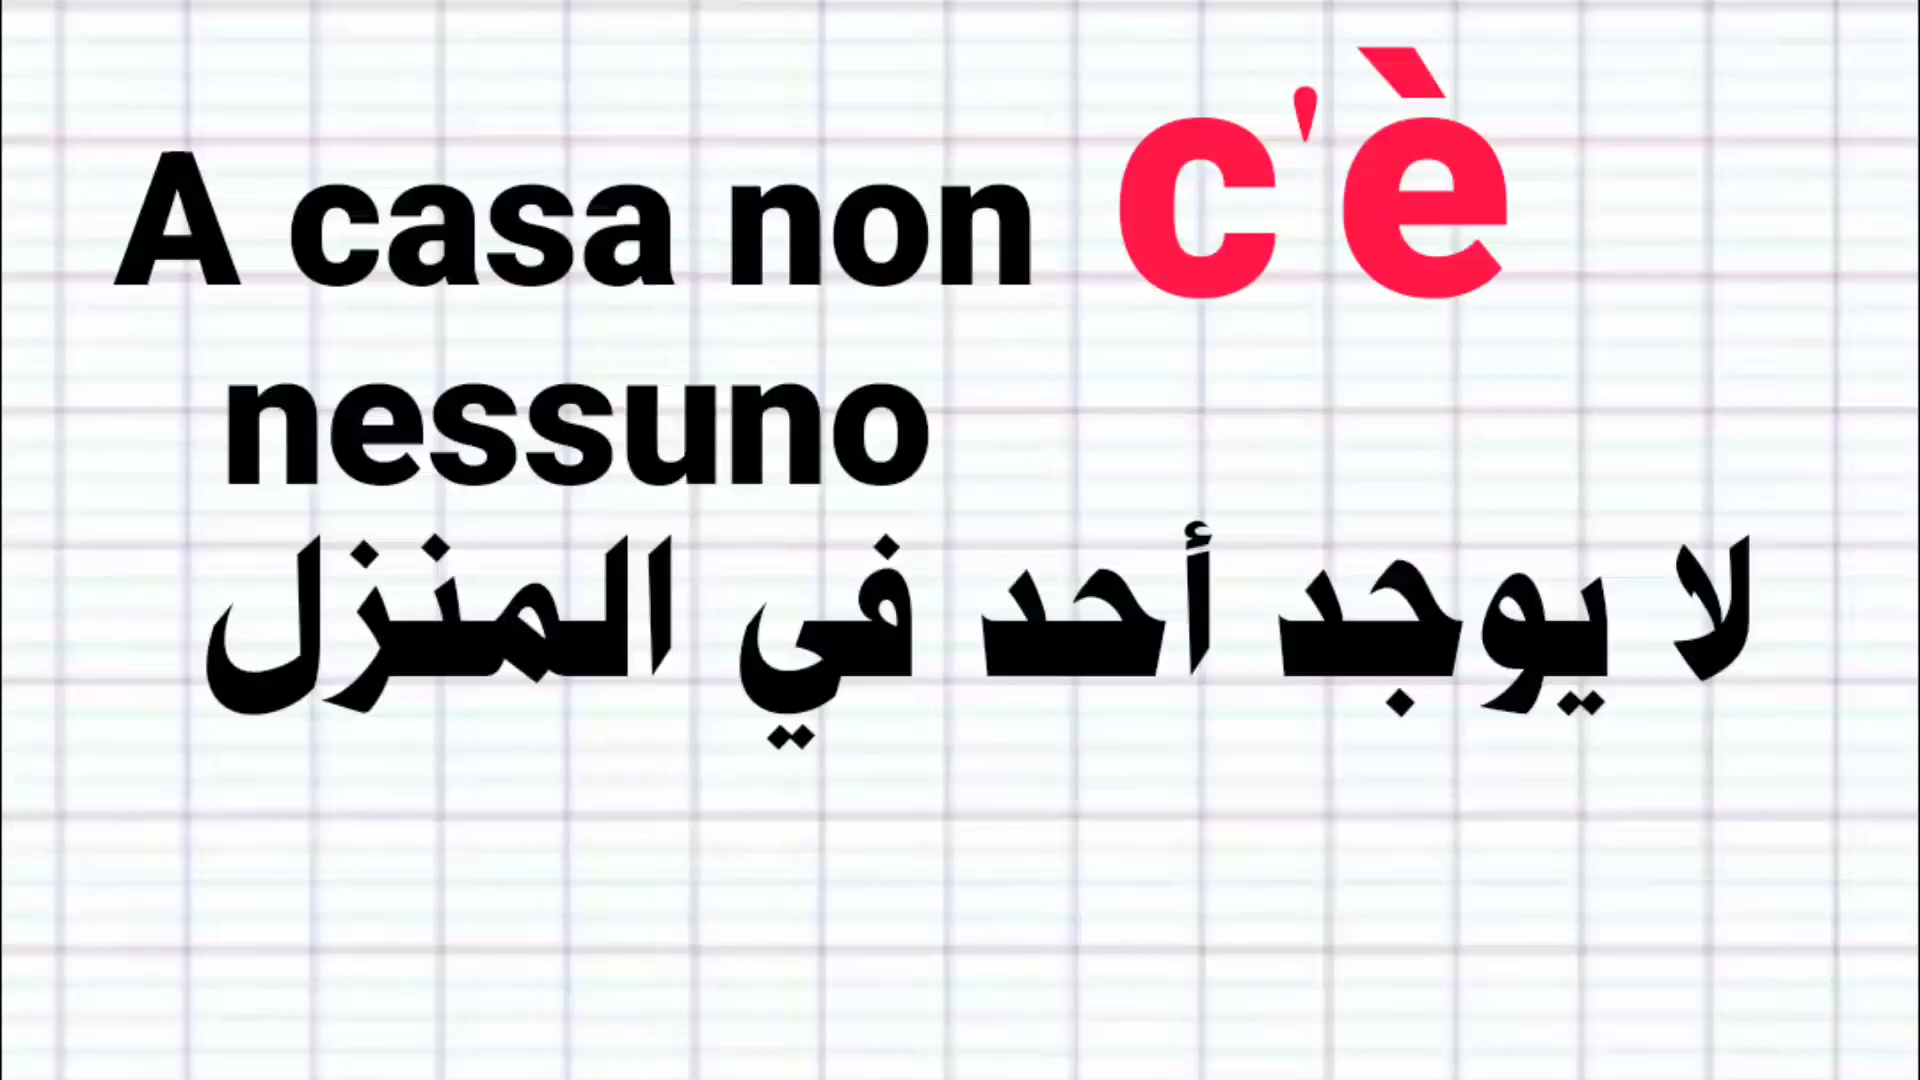 A casa non c'è
nessuno
لا يوجد أحد في المنزل